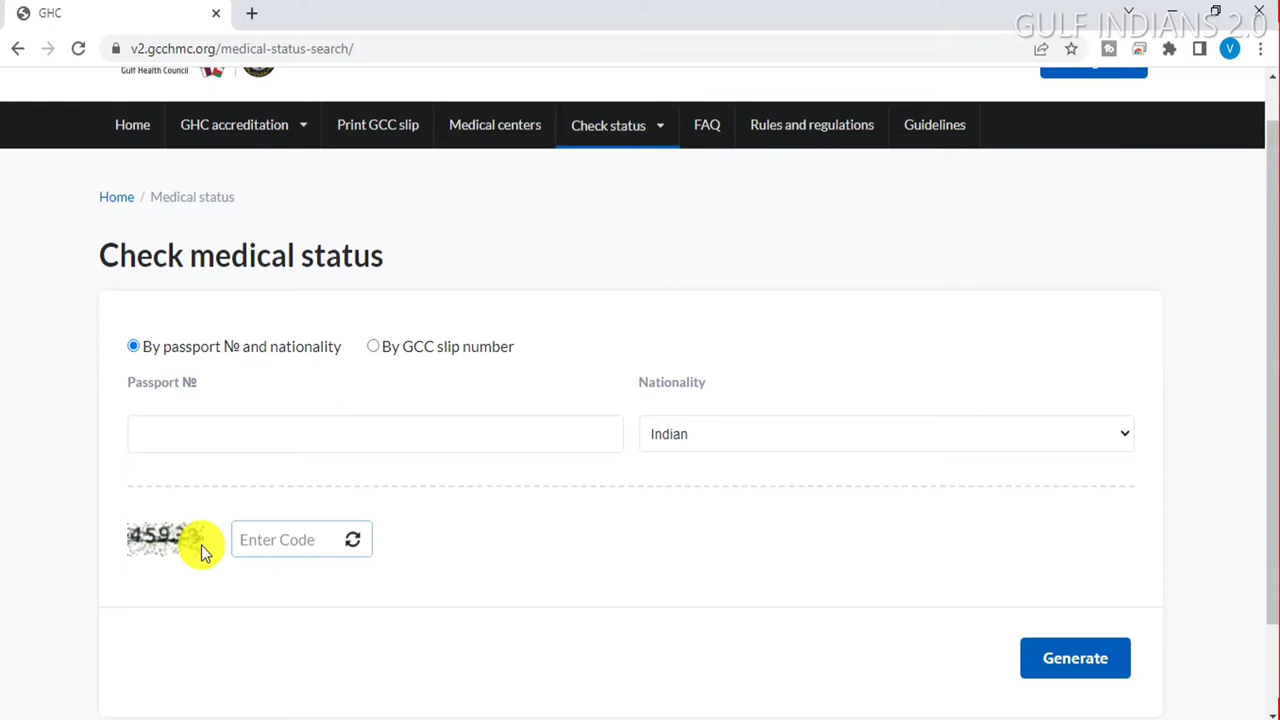 GHC
GULF INDIANS 2.0
v2.gcchmc.org/medical-status-search/
V
Gulf Health Council
Home
GHC accreditation
Print GCC slip
Medical centers
Check status
FAQ
Rules and regulations
Guidelines
Home / Medical status
Check medical status
By passport № and nationality
By GCC slip number
Passport №
Nationality
Indian
Enter Code
Generate